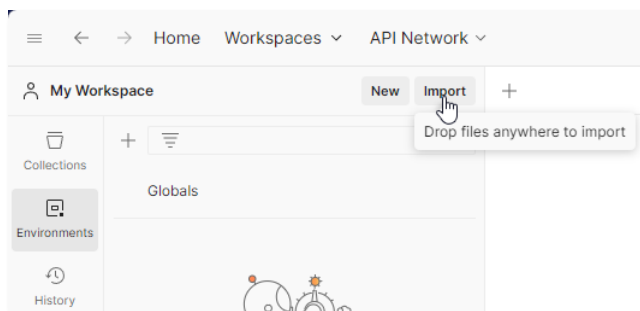 Home Workspaces API Network
My Workspace New Import
Drop files anywhere to import
Collections
Globals
Environments
History